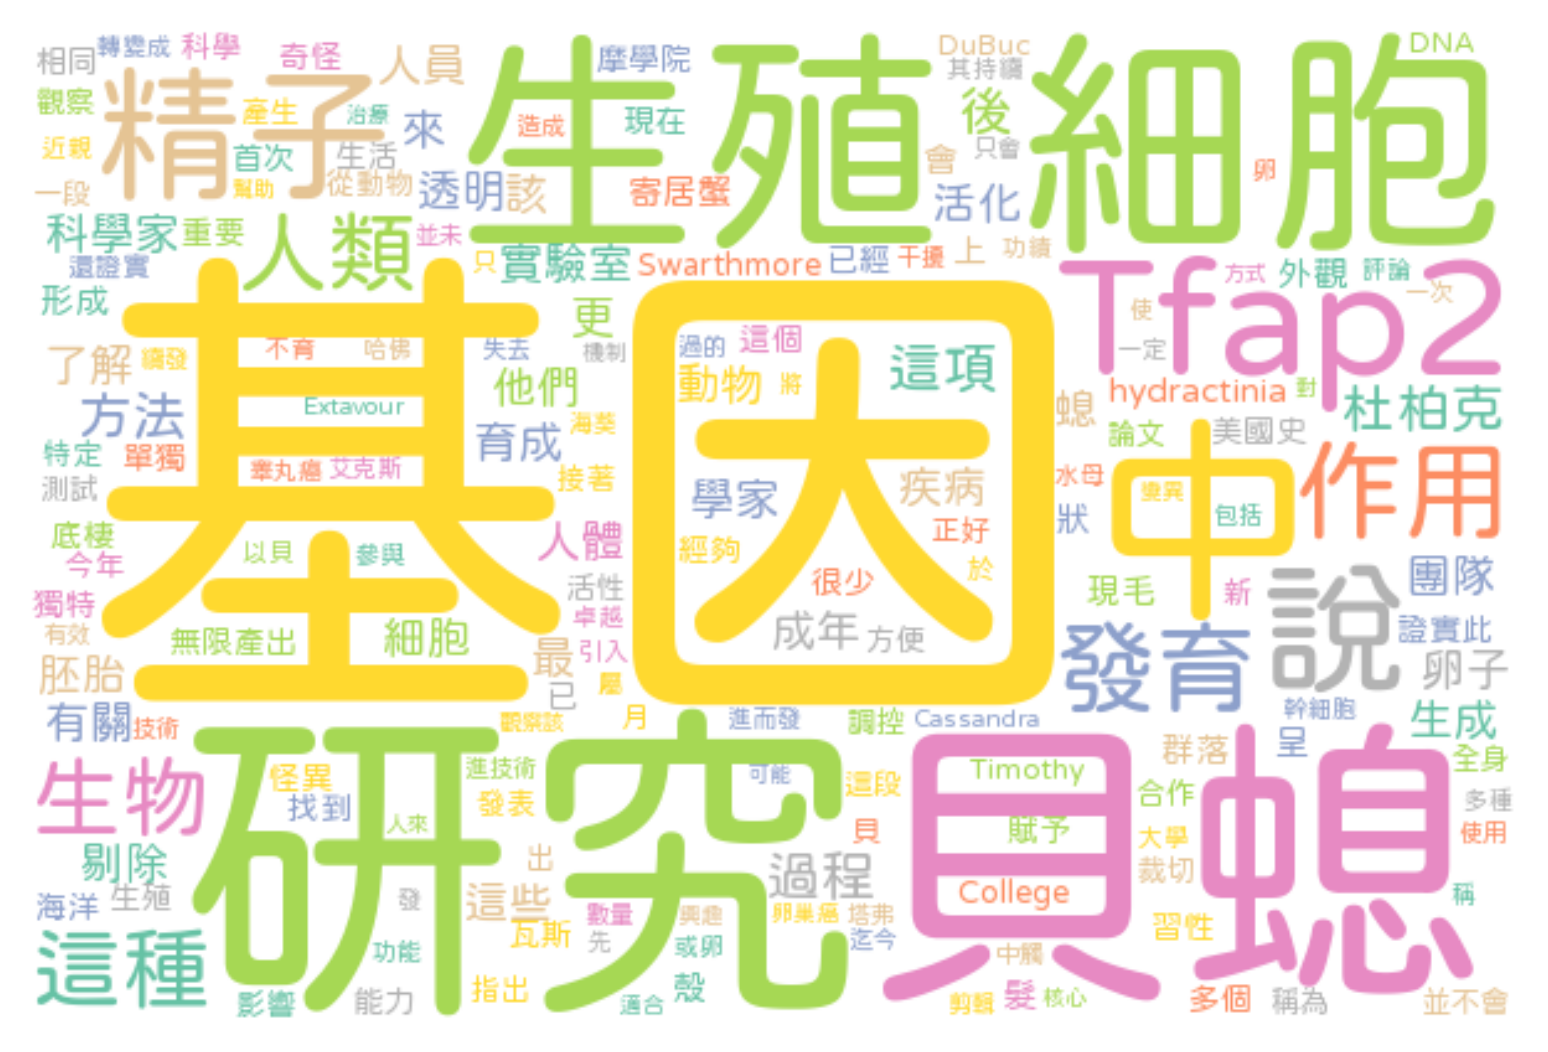 相同 轉變成 科學 奇怪 人員 生殖細胞 摩學院 DuBuc DNA
其持續
觀察 精子 產生 治療 來 造成 現在 後
近親 首次 生活 會 只會 卵
一段 幫助 從動物 透明 該 寄居蟹 活化
科學家 重要 人類 並未
還證實 只 實驗室 Swarthmore 已經 干擾 上 功績
Tfap2 方式 外觀 評論
形成 基因 更 使 一次
了解 續發 不育 哈佛 失去 機制 過的 這個 這項 一定
方法 Extavour 他們 動物 將 hydractinia 對
育成 海葵 螅 杜柏克
特定 單獨 睪丸癌 艾克斯 論文 美國史
測試 接著 學家 疾病 水母 中 變異 作用
底棲 人體 正好 狀 包括
今年 以貝 參與 經夠 於
獨特 活性 很少 現毛 新 說 團隊
有效 無限產出 細胞 卓越 成年 方便 發育 證實此
胚胎 最 引入 卵子
有關 技術 已 屬 幹細胞
觀察該 月 進而發 調控 Cassandra 呈 生成
生物 怪異 研究 進技術 可能 這段 貝螅 Timothy 群落 全身
找到 人來 發表 貝 賦予 合作 多種
剔除 出 過程 大學 使用
海洋 生殖 發 這些 數量 興趣 卵巢癌 塔弗 College 裁切 稱
這種 功能 瓦斯 先 或卵 迄今 習性
影響 能力 指出 適合 殼 中觸
剪輯 髮 核心 多個 稱為 並不會